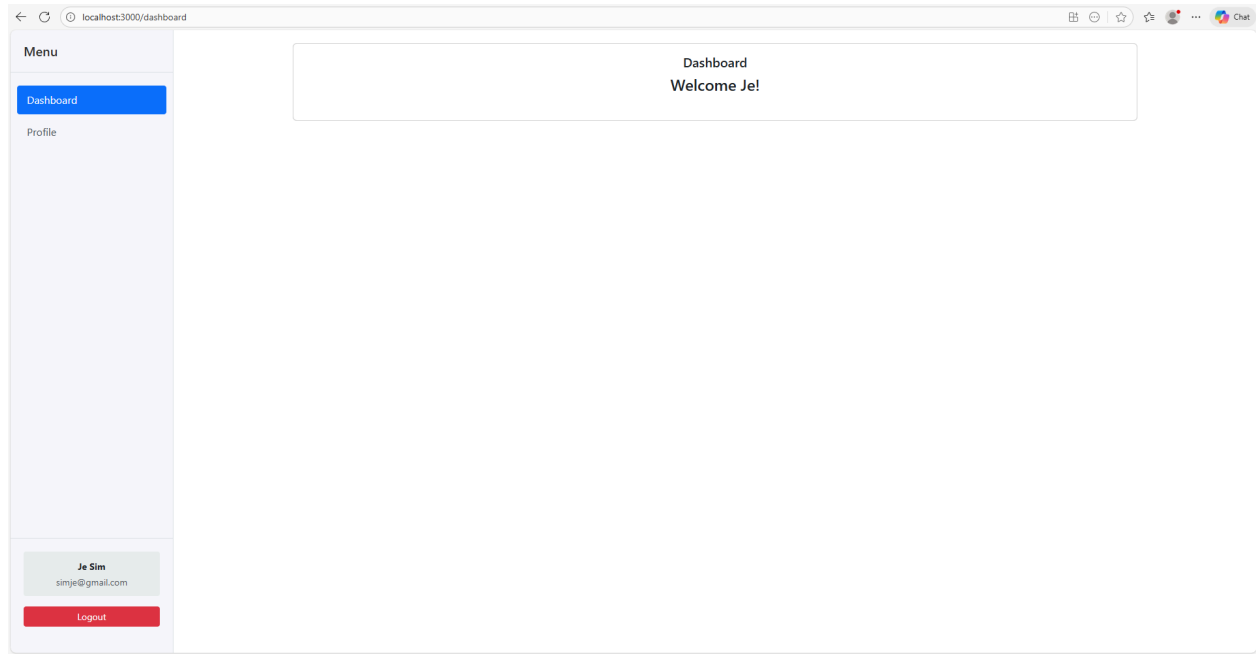 localhost:3000/dashboard
Chat
Menu
Dashboard
Profile
Dashboard
Welcome Je!
Je Sim
simje@gmail.com
Logout